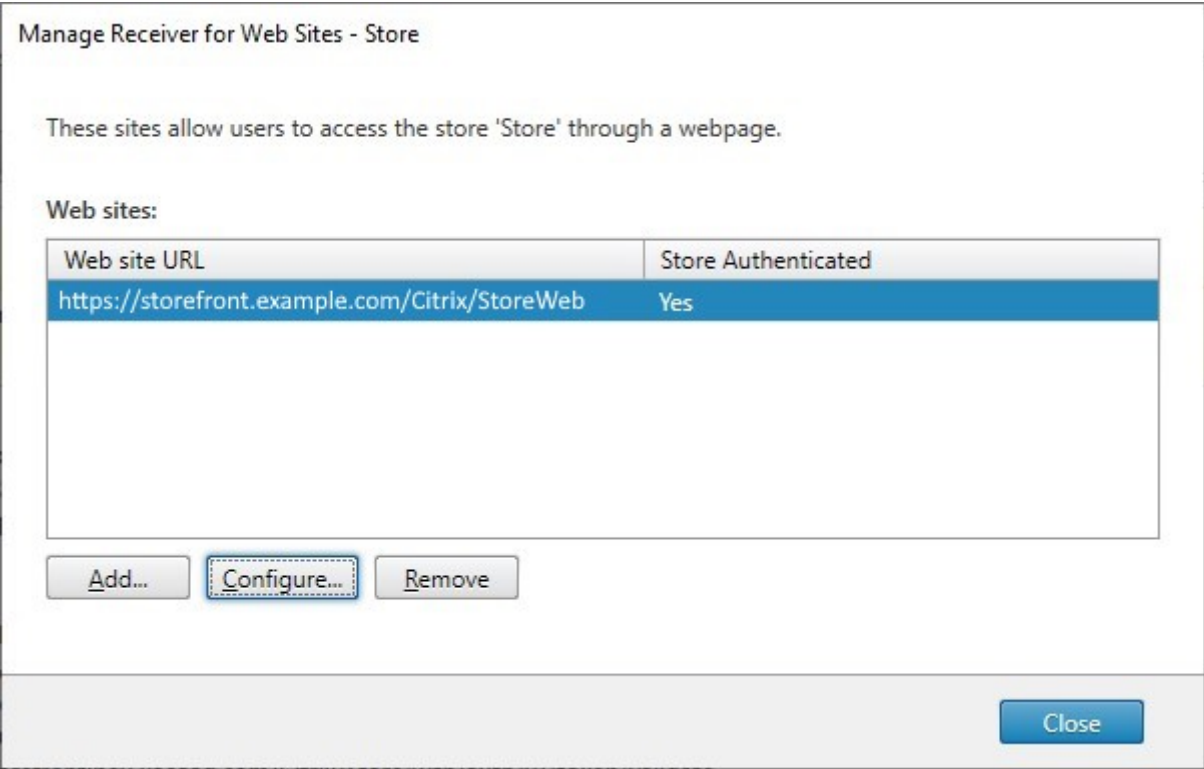 Manage Receiver for Web Sites - Store
These sites allow users to access the store 'Store' through a webpage.
Web sites:
Web site URL Store Authenticated
https://storefront.example.com/Citrix/StoreWeb Yes
Add... Configure... Remove
Close